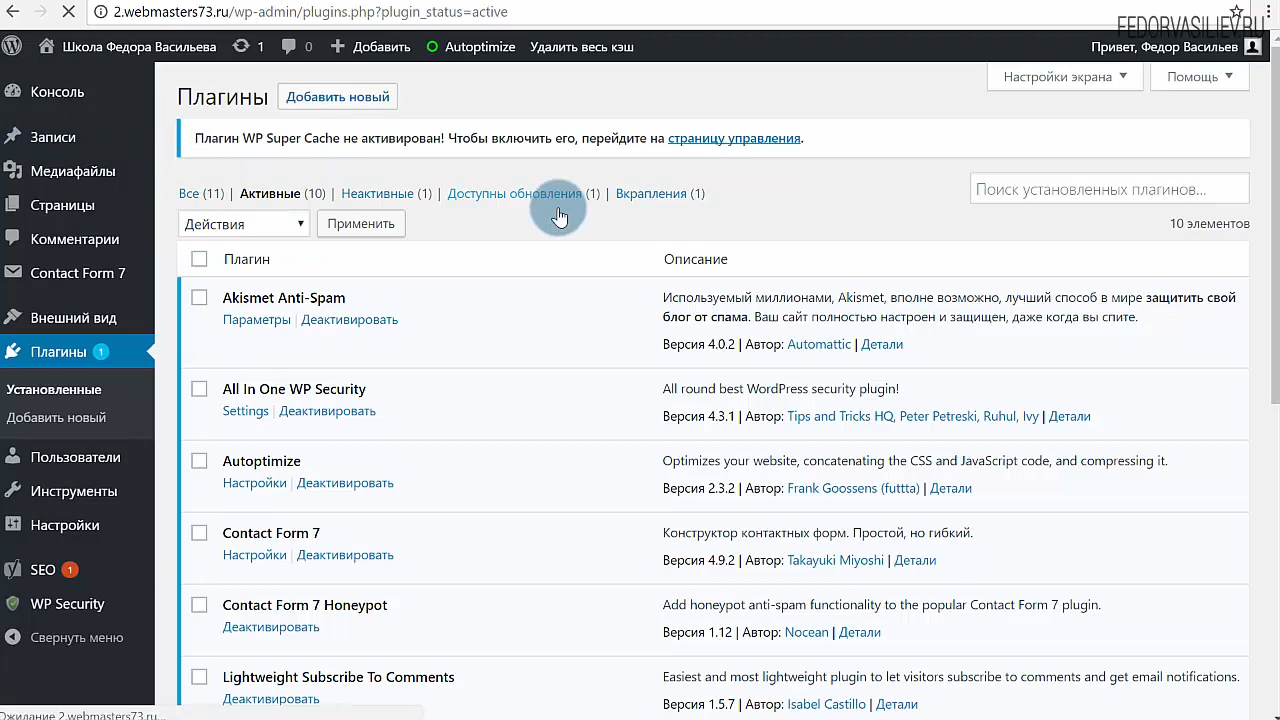 2.webmasters73.ru/wp-admin/plugins.php?plugin_status=active
FEDORVASILIEV.RU
Школа Федора Васильева 1 0 Добавить Autoptimize Удалить весь кэш Привет, Федор Васильев
Консоль
Записи
Медиафайлы
Страницы
Комментарии
Contact Form 7
Внешний вид
Плагины 1
Установленные
Добавить новый
Пользователи
Инструменты
Настройки
SEO 1
WP Security
Свернуть меню
Настройки экрана Помощь
Плагины Добавить новый
Плагин WP Super Cache не активирован! Чтобы включить его, перейдите на страницу управления.
Все (11) | Активные (10) | Неактивные (1) | Доступны обновления (1) | Вкрапления (1)
Поиск установленных плагинов...
Действия Применить 10 элементов
Плагин Описание
Akismet Anti-Spam
Параметры | Деактивировать
Используемый миллионами, Akismet, вполне возможно, лучший способ в мире защитить свой
блог от спама. Ваш сайт полностью настроен и защищен, даже когда вы спите.
Версия 4.0.2 | Автор: Automattic | Детали
All In One WP Security
Settings | Деактивировать
All round best WordPress security plugin!
Версия 4.3.1 | Автор: Tips and Tricks HQ, Peter Petreski, Ruhul, Ivy | Детали
Autoptimize
Настройки | Деактивировать
Optimizes your website, concatenating the CSS and JavaScript code, and compressing it.
Версия 2.3.2 | Автор: Frank Goossens (futtta) | Детали
Contact Form 7
Настройки | Деактивировать
Конструктор контактных форм. Простой, но гибкий.
Версия 4.9.2 | Автор: Takayuki Miyoshi | Детали
Contact Form 7 Honeypot
Деактивировать
Add honeypot anti-spam functionality to the popular Contact Form 7 plugin.
Версия 1.12 | Автор: Nocean | Детали
Lightweight Subscribe To Comments
Деактивировать
Easiest and most lightweight plugin to let visitors subscribe to comments and get email notifications.
Версия 1.5.7 | Автор: Isabel Castillo | Детали
Ожидание 2.webmasters73.ru...